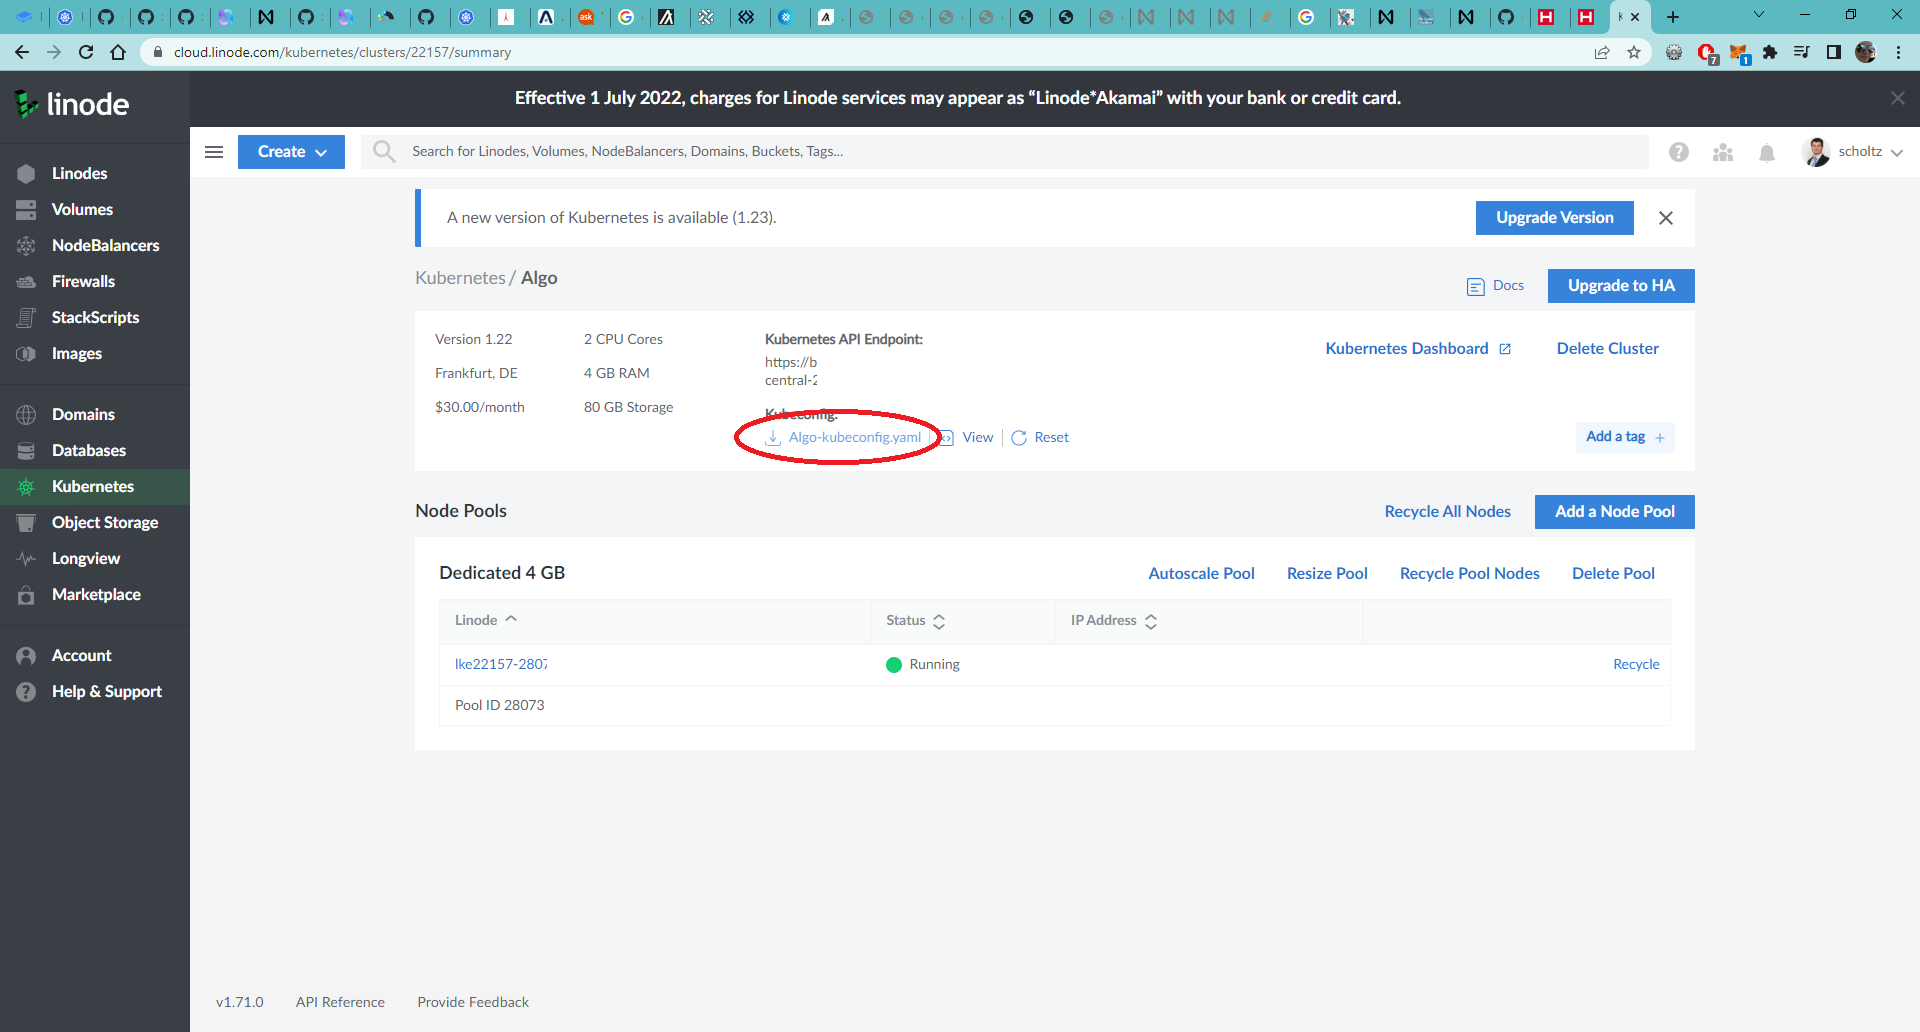 cloud.linode.com/kubernetes/clusters/22157/summary
7
1
linode
Effective 1 July 2022, charges for Linode services may appear as “Linode*Akamai” with your bank or credit card.
Create
Search for Linodes, Volumes, NodeBalancers, Domains, Buckets, Tags...
scholtz
Linodes
Volumes
NodeBalancers
Firewalls
StackScripts
Images
Domains
Databases
Kubernetes
Object Storage
Longview
Marketplace
Account
Help & Support
A new version of Kubernetes is available (1.23).
Upgrade Version
Kubernetes / Algo
Docs
Upgrade to HA
Version 1.22
2 CPU Cores
Frankfurt, DE
4 GB RAM
$30.00/month
80 GB Storage
Kubernetes API Endpoint:
https://b
central-2
Kubeconfig:
Algo-kubeconfig.yaml
View
Reset
Kubernetes Dashboard
Delete Cluster
Add a tag +
Node Pools
Recycle All Nodes
Add a Node Pool
Dedicated 4 GB
Autoscale Pool
Resize Pool
Recycle Pool Nodes
Delete Pool
Linode
Status
IP Address
lke22157-2807
Running
Recycle
Pool ID 28073
v1.71.0
API Reference
Provide Feedback